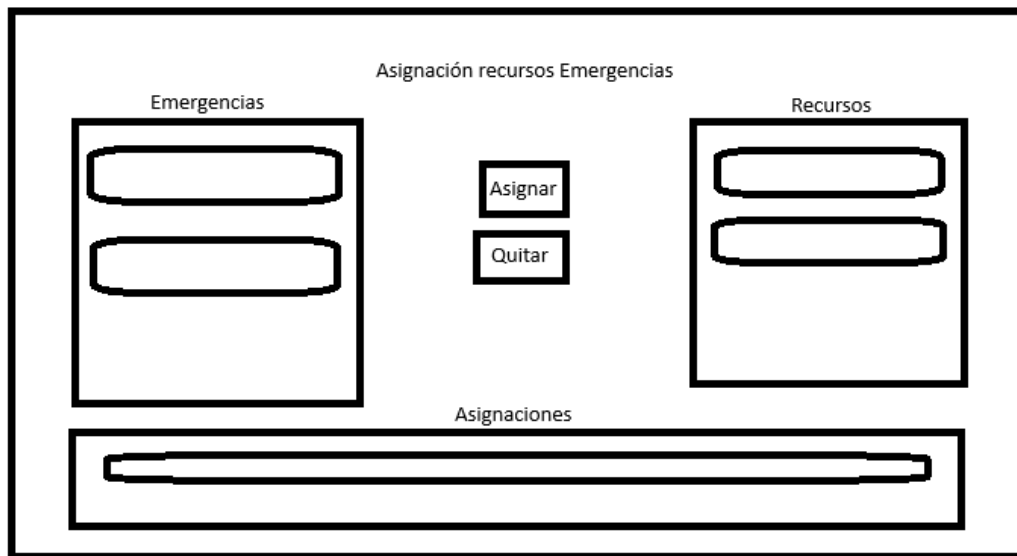 Asignación recursos Emergencias
Emergencias
Recursos
Asignar
Quitar
Asignaciones